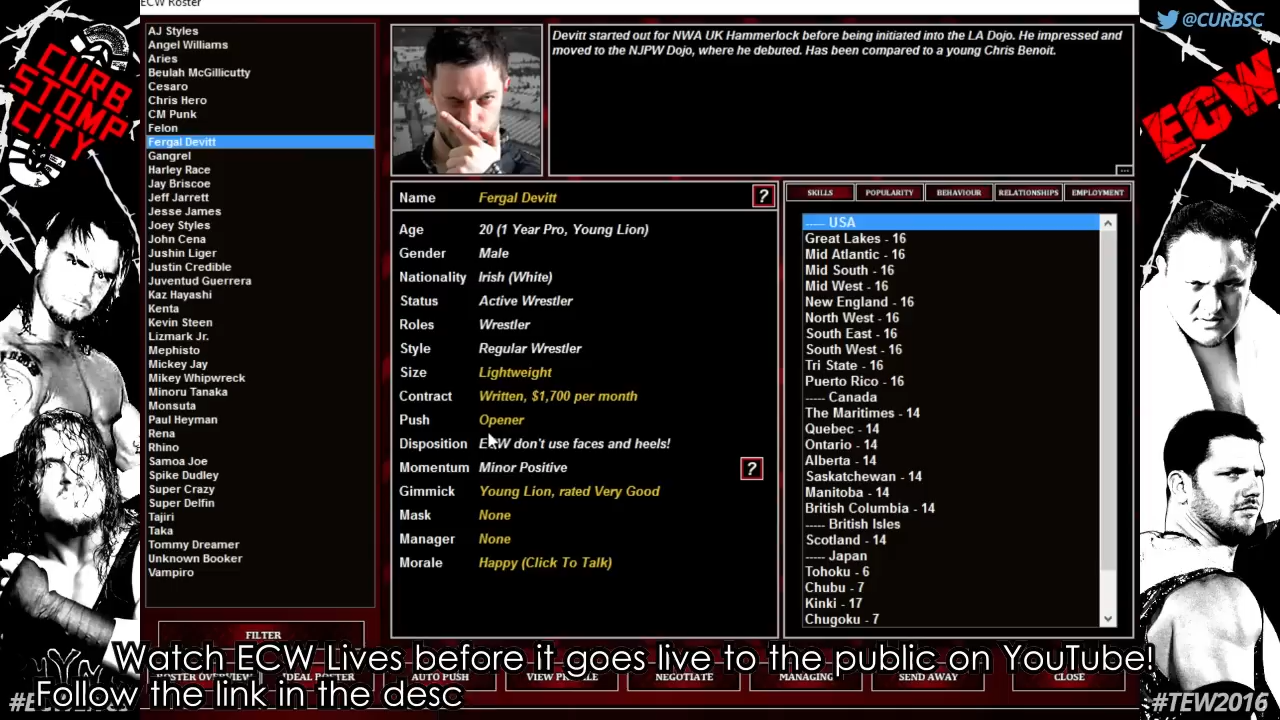 ECW Roster
@CURBSC
CURB
STOMP
CITY
ECW
AJ Styles
Angel Williams
Aries
Beulah McGillicutty
Cesaro
Chris Hero
CM Punk
Felon
Fergal Devitt
Gangrel
Harley Race
Jay Briscoe
Jeff Jarrett
Jesse James
Joey Styles
John Cena
Jushin Liger
Justin Credible
Juventud Guerrera
Kaz Hayashi
Kenta
Kevin Steen
Lizmark Jr.
Mephisto
Mickey Jay
Mikey Whipwreck
Minoru Tanaka
Monsuta
Paul Heyman
Rena
Rhino
Samoa Joe
Spike Dudley
Super Crazy
Super Delfin
Tajiri
Taka
Tommy Dreamer
Unknown Booker
Vampiro
FILTER
Devitt started out for NWA UK Hammerlock before being initiated into the LA Dojo. He impressed and
moved to the NJPW Dojo, where he debuted. Has been compared to a young Chris Benoit.
...
Name Fergal Devitt ?
Age 20 (1 Year Pro, Young Lion)
Gender Male
Nationality Irish (White)
Status Active Wrestler
Roles Wrestler
Style Regular Wrestler
Size Lightweight
Contract Written, $1,700 per month
Push Opener
Disposition ECW don't use faces and heels!
Momentum Minor Positive ?
Gimmick Young Lion, rated Very Good
Mask None
Manager None
Morale Happy (Click To Talk)
SKILLS POPULARITY BEHAVIOUR RELATIONSHIPS EMPLOYMENT
----- USA
Great Lakes - 16
Mid Atlantic - 16
Mid South - 16
Mid West - 16
New England - 16
North West - 16
South East - 16
South West - 16
Tri State - 16
Puerto Rico - 16
----- Canada
The Maritimes - 14
Quebec - 14
Ontario - 14
Alberta - 14
Saskatchewan - 14
Manitoba - 14
British Columbia - 14
----- British Isles
Scotland - 14
----- Japan
Tohoku - 6
Chubu - 7
Kinki - 17
Chugoku - 7
Watch ECW Lives before it goes live to the public on YouTube!
ROSTER OVERVIEW IDEAL ROSTER AUTO PUSH VIEW PROFILE NEGOTIATE MANAGING SEND AWAY CLOSE
Follow the link in the desc
#TEW2016